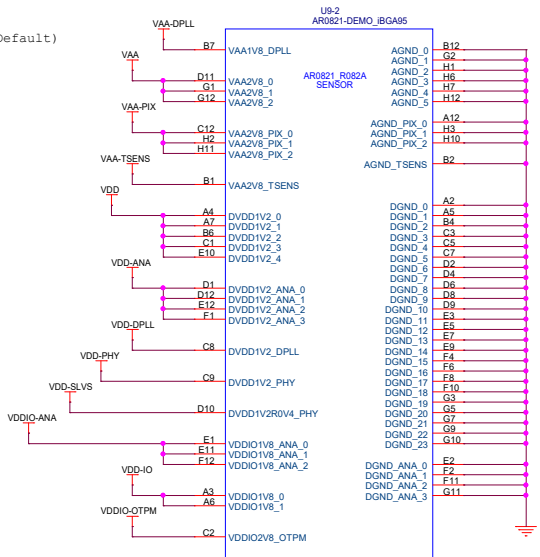 U9-2
AR0821-DEMO_iBGA95
Default)
AR0821_R082A
SENSOR
VAA-DPLL
B7 VAA1V8_DPLL
VAA
D11 VAA2V8_0
G1 VAA2V8_1
G12 VAA2V8_2
VAA-PIX
C12 VAA2V8_PIX_0
H2 VAA2V8_PIX_1
H11 VAA2V8_PIX_2
VAA-TSENS
B1 VAA2V8_TSENS
VDD
A4 DVDD1V2_0
A7 DVDD1V2_1
B6 DVDD1V2_2
C1 DVDD1V2_3
E10 DVDD1V2_4
VDD-ANA
D1 DVDD1V2_ANA_0
D12 DVDD1V2_ANA_1
E12 DVDD1V2_ANA_2
F1 DVDD1V2_ANA_3
VDD-DPLL
C8 DVDD1V2_DPLL
VDD-PHY
C9 DVDD1V2_PHY
VDD-SLVS
D10 DVDD1V2R0V4_PHY
VDDIO-ANA
E1 VDDIO1V8_ANA_0
E11 VDDIO1V8_ANA_1
F12 VDDIO1V8_ANA_2
VDD-IO
A3 VDDIO1V8_0
A6 VDDIO1V8_1
VDDIO-OTPM
C2 VDDIO2V8_OTPM
AGND_0 B12
AGND_1 G2
AGND_2 H1
AGND_3 H6
AGND_4 H7
AGND_5 H12
AGND_PIX_0 A12
AGND_PIX_1 H3
AGND_PIX_2 H10
AGND_TSENS B2
DGND_0 A2
DGND_1 A5
DGND_2 B4
DGND_3 C3
DGND_4 C5
DGND_5 C7
DGND_6 D2
DGND_7 D4
DGND_8 D6
DGND_9 D8
DGND_10 D9
DGND_11 E3
DGND_12 E5
DGND_13 E7
DGND_14 E9
DGND_15 F4
DGND_16 F6
DGND_17 F8
DGND_18 F10
DGND_19 G3
DGND_20 G5
DGND_21 G7
DGND_22 G9
DGND_23 G10
DGND_ANA_0 E2
DGND_ANA_1 F2
DGND_ANA_2 F11
DGND_ANA_3 G11